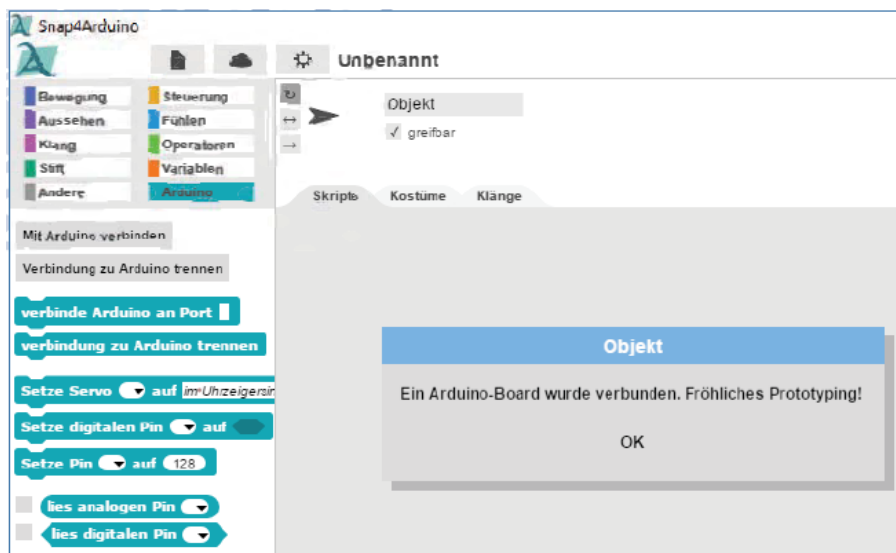 Snap4Arduino
Unbenannt
Bewegung
Steuerung
Aussehen
Fühlen
Klang
Operatoren
Stift
Variablen
Andere
Arduino
Objekt
greifbar
Skripte
Kostüme
Klänge
Mit Arduino verbinden
Verbindung zu Arduino trennen
verbinde Arduino an Port
verbindung zu Arduino trennen
Setze Servo auf im Uhrzeigersin
Setze digitalen Pin auf
Setze Pin auf 128
lies analogen Pin
lies digitalen Pin
Objekt
Ein Arduino-Board wurde verbunden. Fröhliches Prototyping!
OK